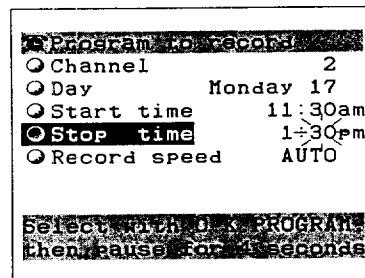 Program to record
Channel 2
Day Monday 17
Start time 11:30am
Stop time 1:30pm
Record speed AUTO
Select with O K PROGRAM,
then pause for 4 seconds